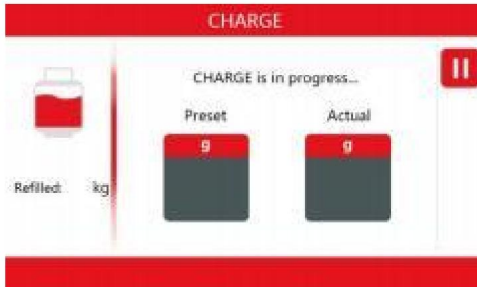 CHARGE
CHARGE is in progress...
Preset
Actual
g
g
Refilled: kg